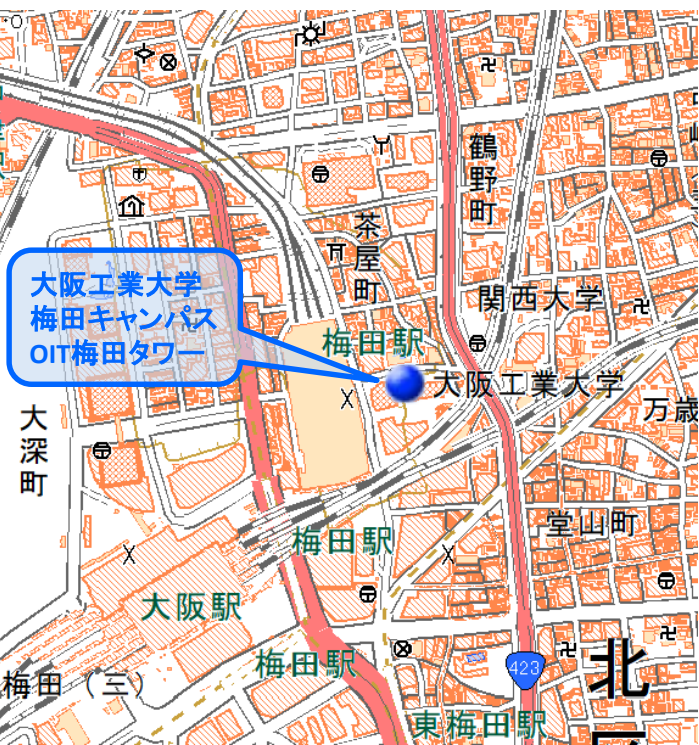 鶴野町
茶屋町
関西大学
大阪工業大学
梅田キャンパス
OIT梅田タワー
梅田駅
大阪工業大学
万歳
大深町
堂山町
梅田駅
大阪駅
梅田駅
423
北
梅田(三)
東梅田駅